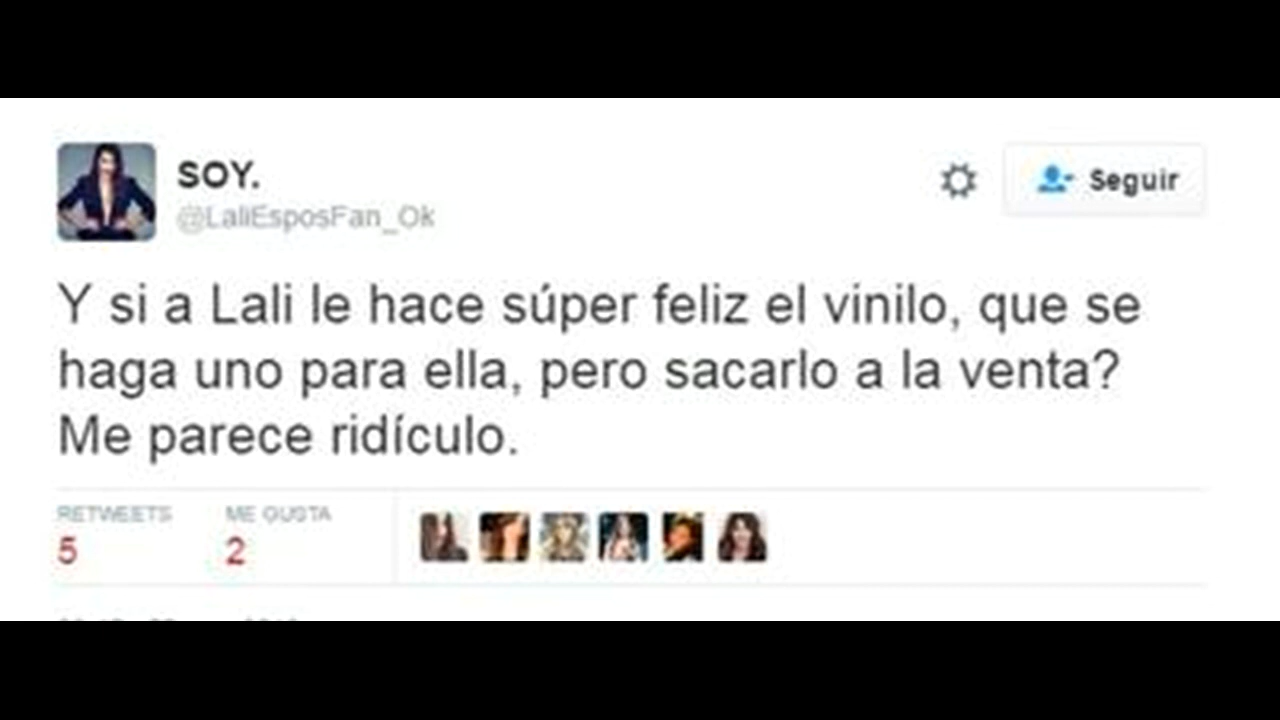 SOY.
@LaliEsposFan_Ok
Seguir
Y si a Lali le hace súper feliz el vinilo, que se
haga uno para ella, pero sacarlo a la venta?
Me parece ridículo.
RETWEETS
ME GUSTA
5
2